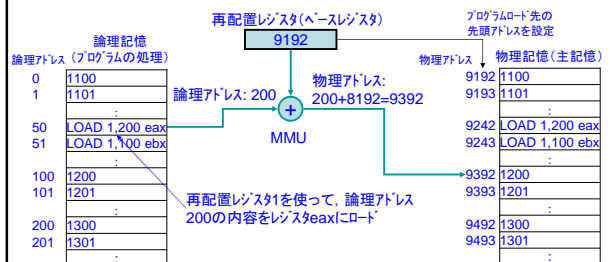 再配置レジスタ(ベースレジスタ)
9192
プログラムロード先の
先頭アドレスを設定
論理記憶
論理アドレス (プログラムの処理)
0 1100
1 1101
:
50 LOAD 1,200 eax
51 LOAD 1,100 ebx
:
100 1200
101 1201
:
200 1300
201 1301
:
論理アドレス: 200
物理アドレス:
200+8192=9392
+
MMU
再配置レジスタ1を使って, 論理アドレス
200の内容をレジスタeaxにロード
物理アドレス 物理記憶(主記憶)
9192 1100
9193 1101
:
9242 LOAD 1,200 eax
9243 LOAD 1,100 ebx
:
9392 1200
9393 1201
:
9492 1300
9493 1301
: